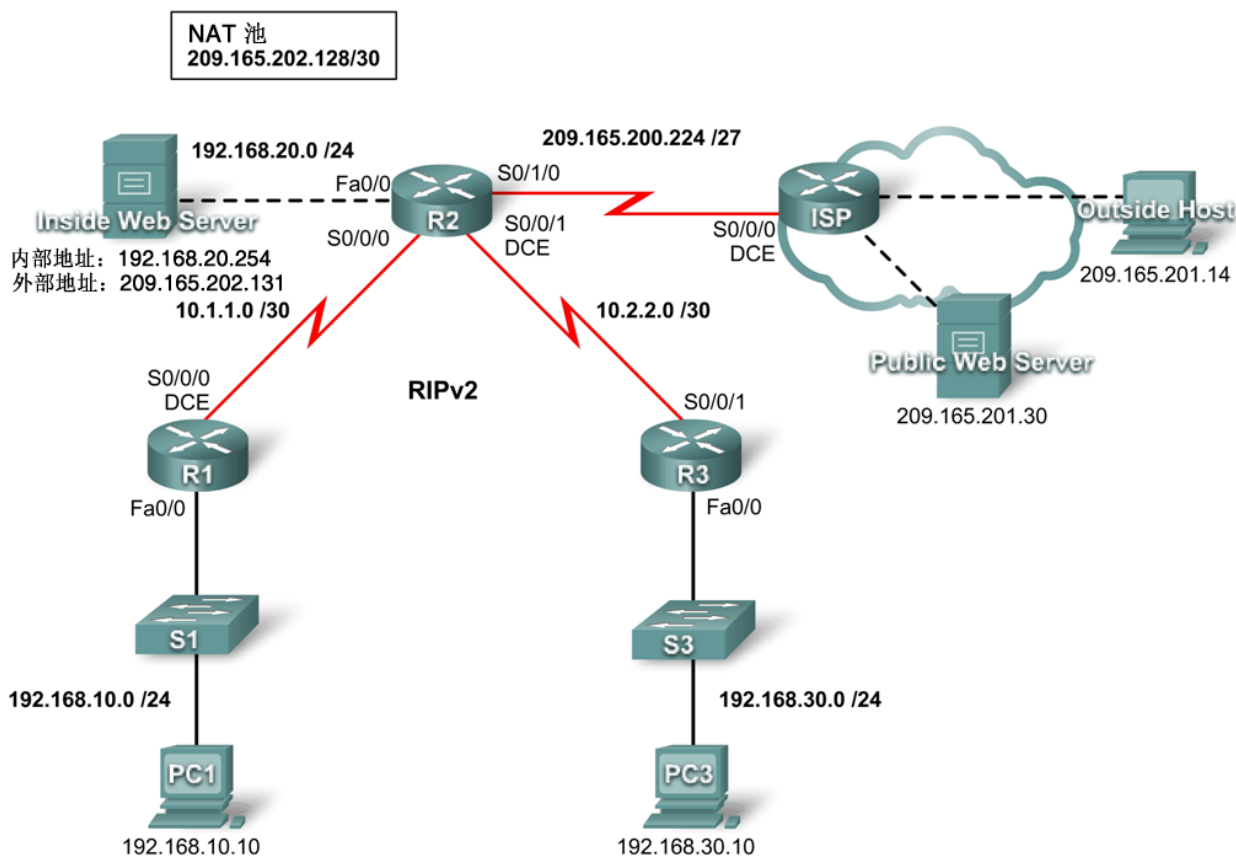 NAT 池
209.165.202.128/30
192.168.20.0 /24
209.165.200.224 /27
Fa0/0
S0/1/0
Inside Web Server
R2
ISP
Outside Host
S0/0/0
S0/0/1
DCE
S0/0/0
DCE
内部地址：192.168.20.254
外部地址：209.165.202.131
209.165.201.14
10.1.1.0 /30
10.2.2.0 /30
Public Web Server
209.165.201.30
S0/0/0
DCE
RIPv2
S0/0/1
R1
R3
Fa0/0
Fa0/0
S1
S3
192.168.10.0 /24
192.168.30.0 /24
PC1
PC3
192.168.10.10
192.168.30.10